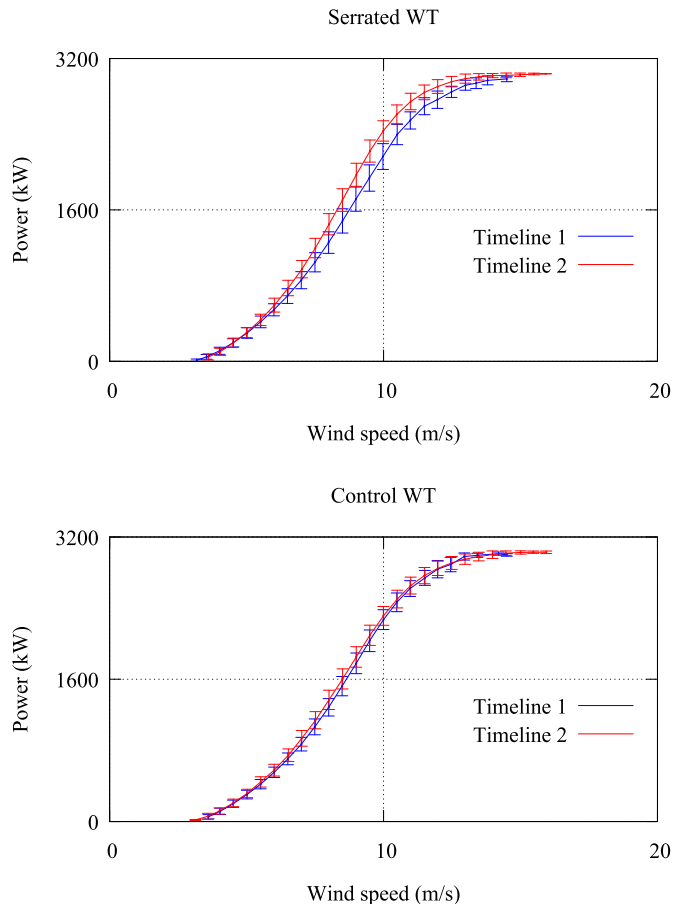 Serrated WT
3200
1600
0
Power (kW)
Timeline 1
Timeline 2
0
10
20
Wind speed (m/s)
Control WT
3200
1600
0
Power (kW)
Timeline 1
Timeline 2
0
10
20
Wind speed (m/s)